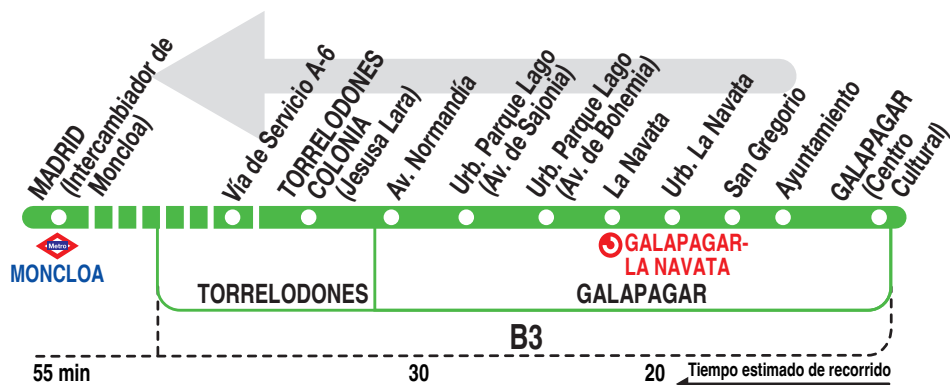 MADRID
(Intercambiador de
Moncloa)
Vía de Servicio A-6
TORRELODONES
COLONIA
(Jesusa Lara)
Av. Normandía
Urb. Parque Lago
(Av. de Sajonia)
Urb. Parque Lago
(Av. de Bohemia)
La Navata
Urb. La Navata
San Gregorio
Ayuntamiento
GALAPAGAR
(Centro
Cultural)
Metro
MONCLOA
GALAPAGAR-
LA NAVATA
TORRELODONES
GALAPAGAR
B3
55 min
30
20
Tiempo estimado de recorrido